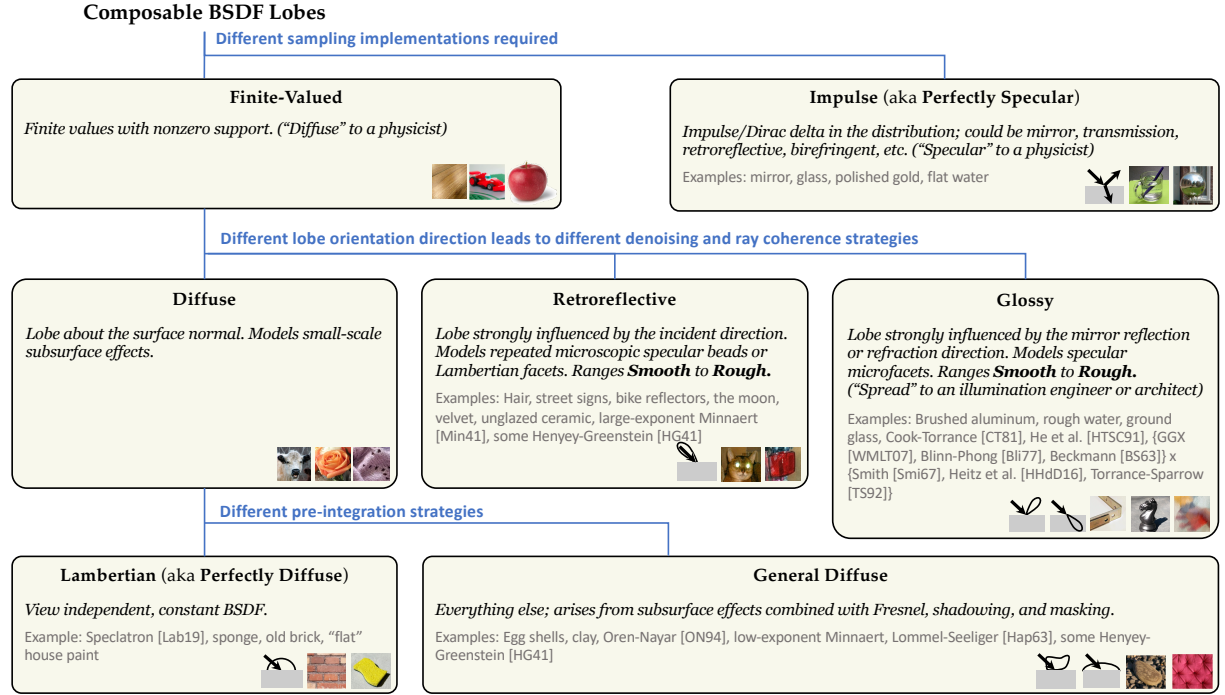 Composable BSDF Lobes
Different sampling implementations required
Finite-Valued
Finite values with nonzero support. (“Diffuse” to a physicist)
Impulse (aka Perfectly Specular)
Impulse/Dirac delta in the distribution; could be mirror, transmission,
retroreflective, birefringent, etc. (“Specular” to a physicist)
Examples: mirror, glass, polished gold, flat water
Different lobe orientation direction leads to different denoising and ray coherence strategies
Diffuse
Lobe about the surface normal. Models small-scale
subsurface effects.
Retroreflective
Lobe strongly influenced by the incident direction.
Models repeated microscopic specular beads or
Lambertian facets. Ranges Smooth to Rough.
Examples: Hair, street signs, bike reflectors, the moon,
velvet, unglazed ceramic, large-exponent Minnaert
[Min41], some Henyey-Greenstein [HG41]
Glossy
Lobe strongly influenced by the mirror reflection
or refraction direction. Models specular
microfacets. Ranges Smooth to Rough.
(“Spread” to an illumination engineer or architect)
Examples: Brushed aluminum, rough water, ground
glass, Cook-Torrance [CT81], He et al. [HTSC91], {GGX
[WMLT07], Blinn-Phong [Bli77], Beckmann [BS63]} x
{Smith [Smi67], Heitz et al. [HHdD16], Torrance-Sparrow
[TS92]}
Different pre-integration strategies
Lambertian (aka Perfectly Diffuse)
View independent, constant BSDF.
Example: Speclatron [Lab19], sponge, old brick, “flat”
house paint
General Diffuse
Everything else; arises from subsurface effects combined with Fresnel, shadowing, and masking.
Examples: Egg shells, clay, Oren-Nayar [ON94], low-exponent Minnaert, Lommel-Seeliger [Hap63], some Henyey-
Greenstein [HG41]